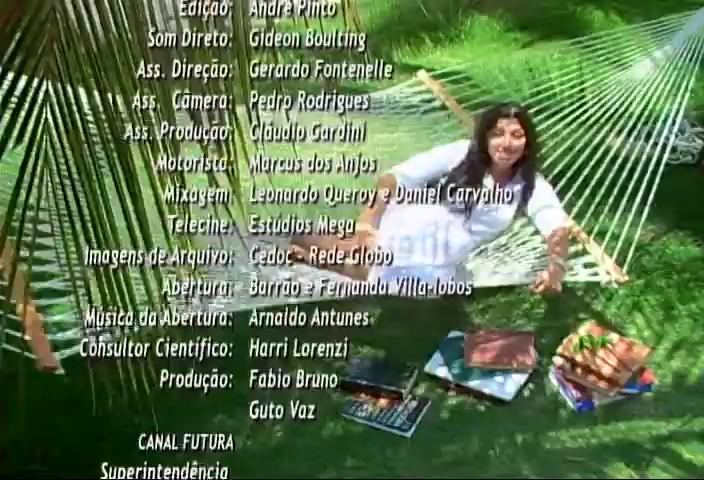 Edição: André Pinto
Som Direto: Gideon Boulting
Ass. Direção: Gerardo Fontenelle
Ass. Câmera: Pedro Rodrigues
Ass. Produção: Cláudio Gardini
Motorista: Marcus dos Anjos
Mixagem: Leonardo Queroy e Daniel Carvalho
Telecine: Estúdios Mega
Imagens de Arquivo: Cedoc - Rede Globo
Abertura: Barrão e Fernanda Villa-lobos
Música da Abertura: Arnaldo Antunes
Consultor Científico: Harri Lorenzi
Produção: Fabio Bruno
Guto Vaz
CANAL FUTURA
Superintendência